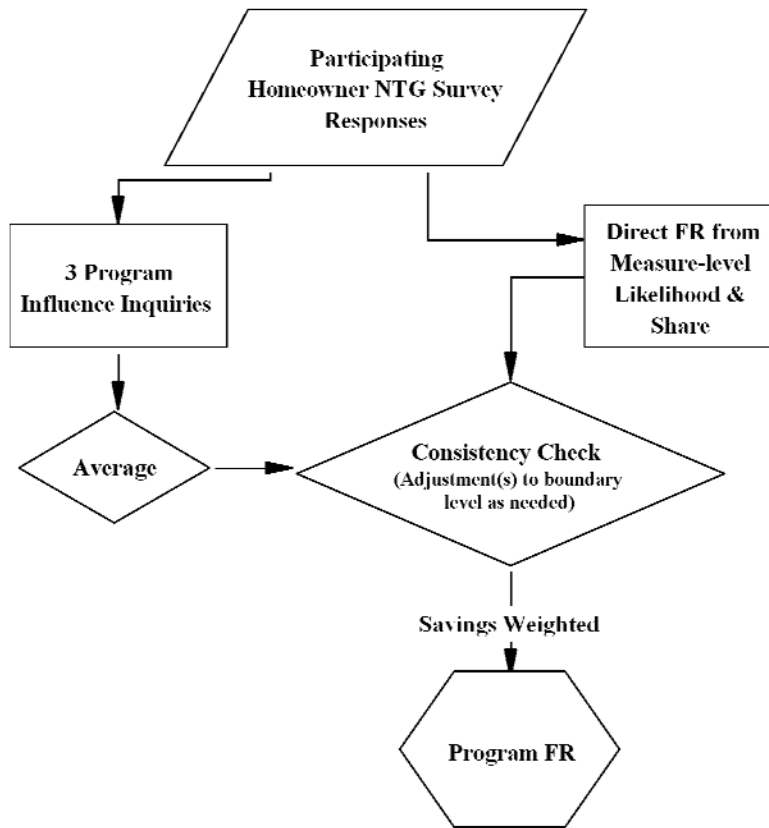 Participating
Homeowner NTG Survey
Responses
3 Program
Influence Inquiries
Direct FR from
Measure-level
Likelihood &
Share
Average
Consistency Check
(Adjustment(s) to boundary
level as needed)
Savings Weighted
Program FR